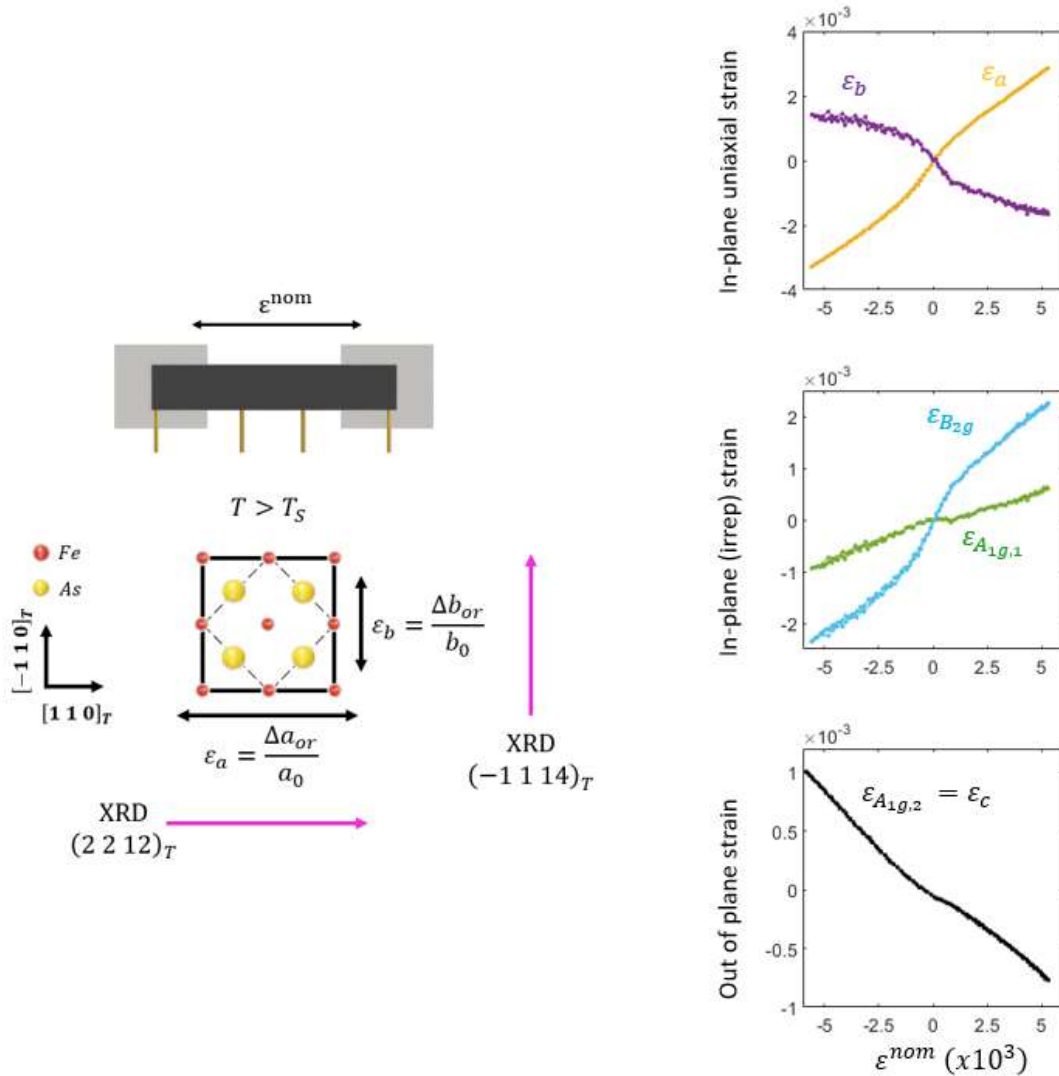 ε^nom
T > T_S
Fe
As
[-1 1 0]_T
[1 1 0]_T
ε_b = Δb_or / b_0
ε_a = Δa_or / a_0
XRD
(−1 1 14)_T
XRD
(2 2 12)_T
×10^-3
In-plane uniaxial strain
4
2
0
-2
-4
ε_b
ε_a
-5 -2.5 0 2.5 5
×10^-3
In-plane (irrep) strain
2
1
0
-1
-2
ε_B2g
ε_A1g,1
-5 -2.5 0 2.5 5
×10^-3
Out of plane strain
1
0.5
0
-0.5
-1
ε_A1g,2 = ε_c
-5 -2.5 0 2.5 5
ε^nom (x10^3)